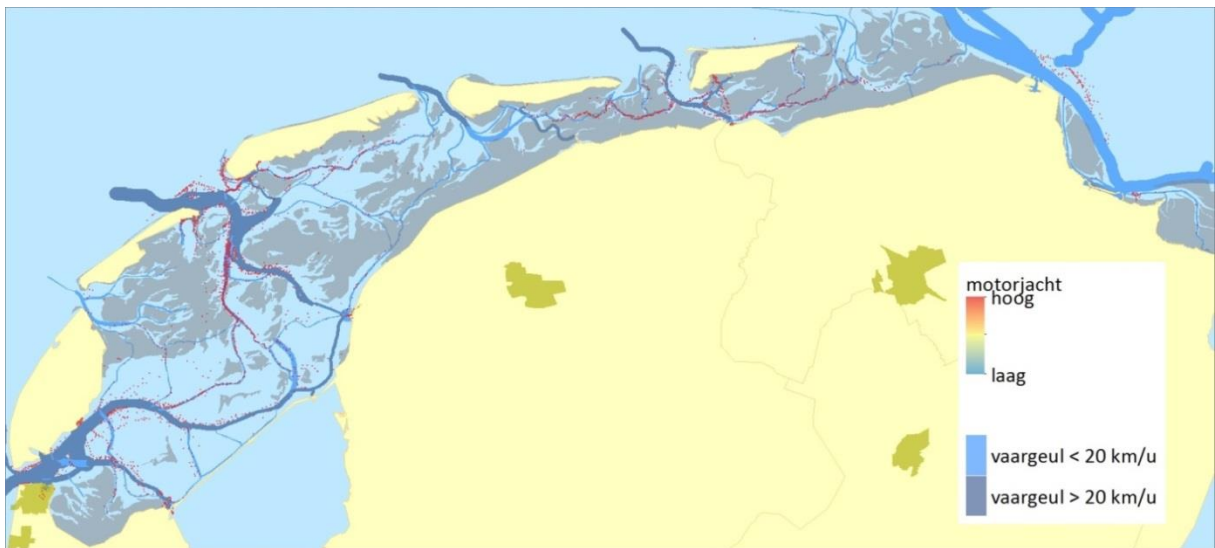 motorjacht
hoog
laag
vaargeul < 20 km/u
vaargeul > 20 km/u